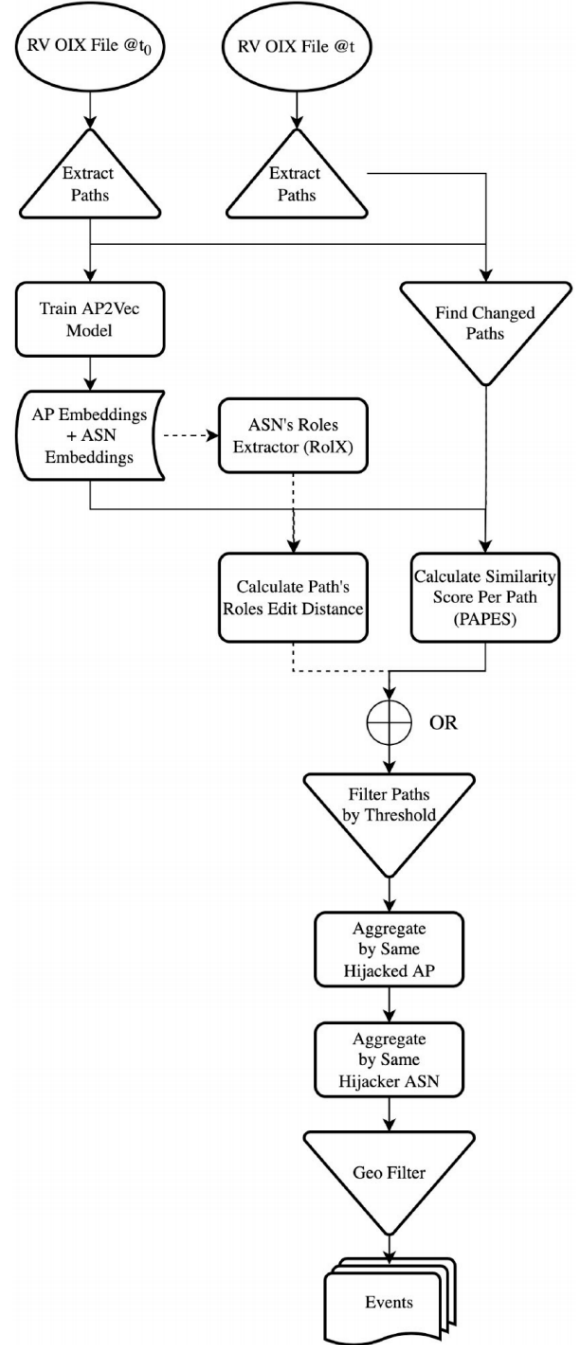 RV OIX File @t₀
RV OIX File @t
Extract
Paths
Extract
Paths
Train AP2Vec
Model
Find Changed
Paths
AP Embeddings
+ ASN
Embeddings
ASN's Roles
Extractor (RolX)
Calculate Path's
Roles Edit Distance
Calculate Similarity
Score Per Path
(PAPES)
OR
Filter Paths
by Threshold
Aggregate
by Same
Hijacked AP
Aggregate
by Same
Hijacker ASN
Geo Filter
Events